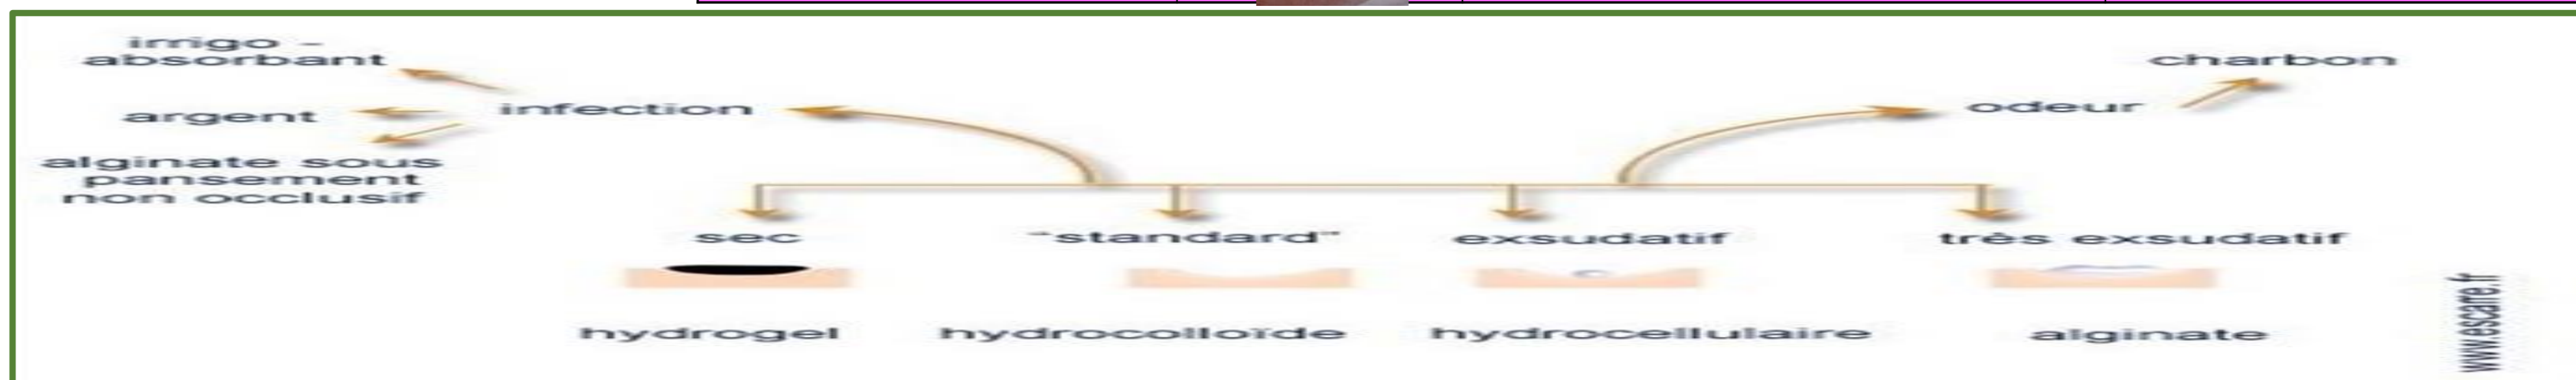 irrigo -
absorbant
argent
alginate sous
pansement
non occlusif
infection
odeur
charbon
sec
"standard"
exsudatif
très exsudatif
hydrogel
hydrocolloïde
hydrocellulaire
alginate
www.escarre.fr